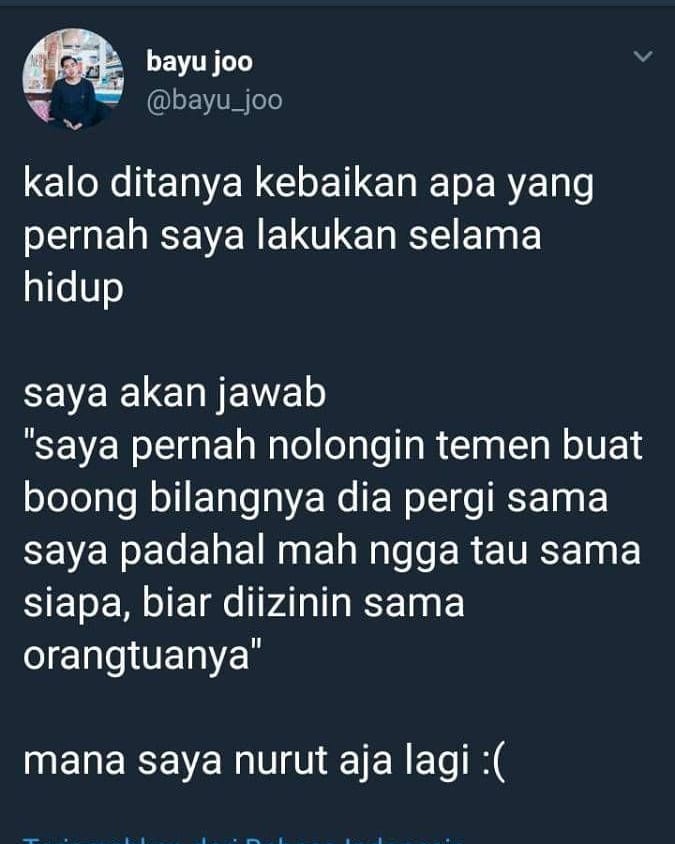 bayu joo
@bayu_joo
kalo ditanya kebaikan apa yang
pernah saya lakukan selama
hidup
saya akan jawab
"saya pernah nolongin temen buat
boong bilangnya dia pergi sama
saya padahal mah ngga tau sama
siapa, biar diizinin sama
orangtuanya"
mana saya nurut aja lagi :(